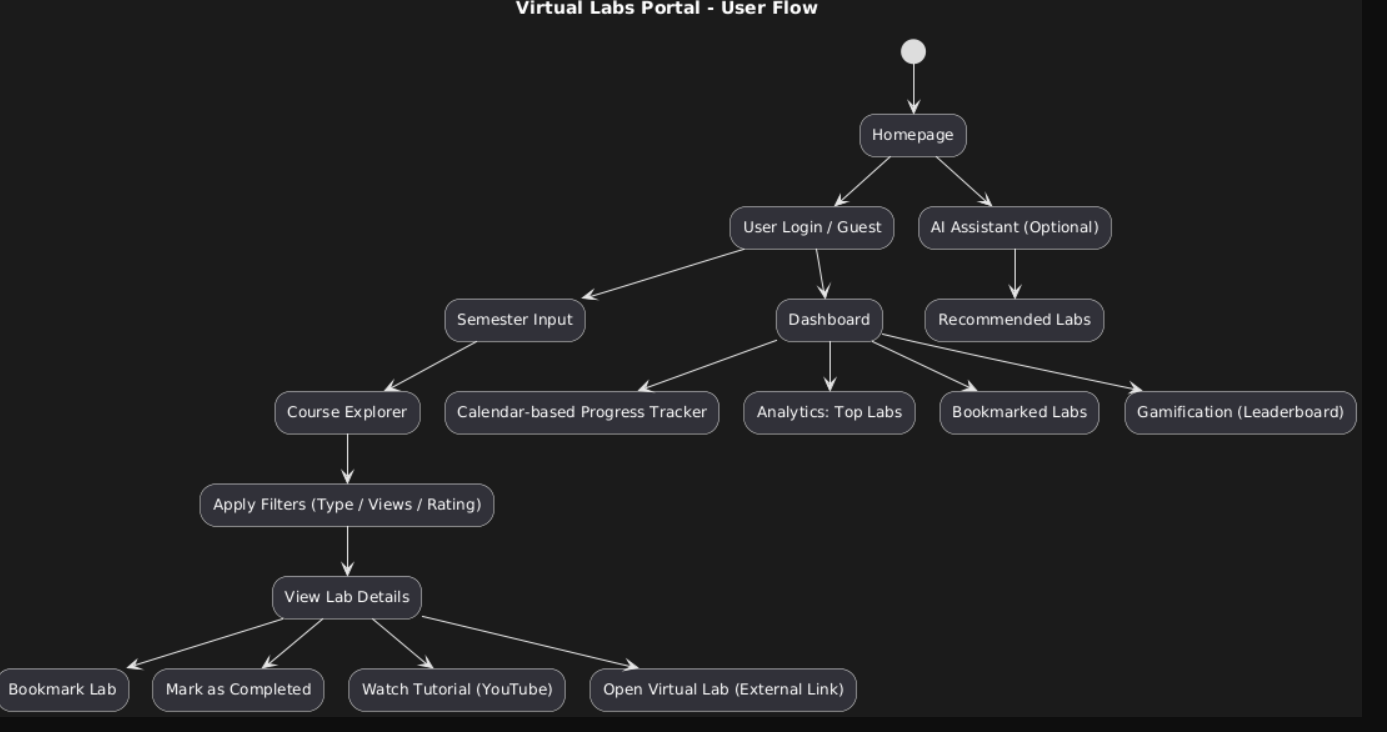 Virtual Labs Portal - User Flow
Homepage
User Login / Guest
AI Assistant (Optional)
Semester Input
Dashboard
Recommended Labs
Course Explorer
Calendar-based Progress Tracker
Analytics: Top Labs
Bookmarked Labs
Gamification (Leaderboard)
Apply Filters (Type / Views / Rating)
View Lab Details
Bookmark Lab
Mark as Completed
Watch Tutorial (YouTube)
Open Virtual Lab (External Link)